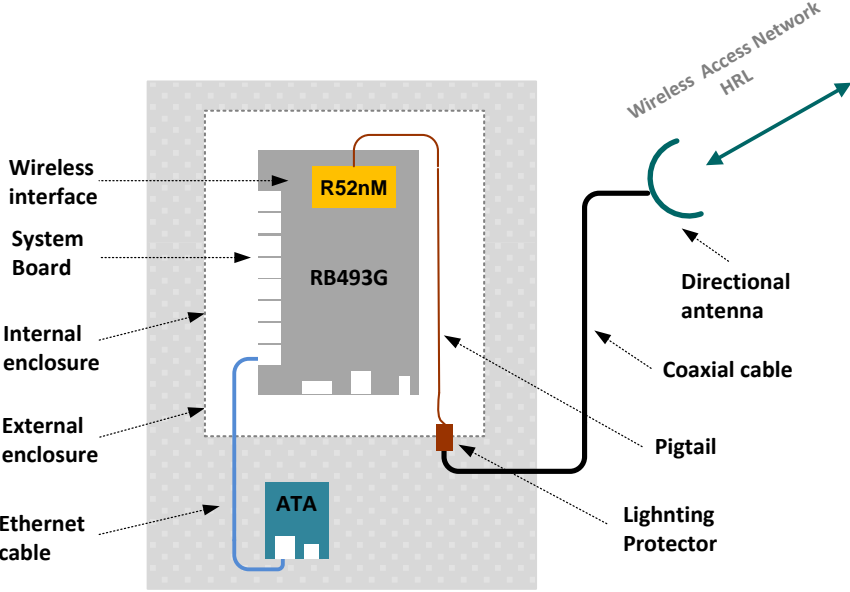 Wireless Access Network
HRL
Wireless
interface
R52nM
System
Board
RB493G
Directional
antenna
Internal
enclosure
Coaxial cable
External
enclosure
Pigtail
ATA
Ethernet
cable
Lighnting
Protector